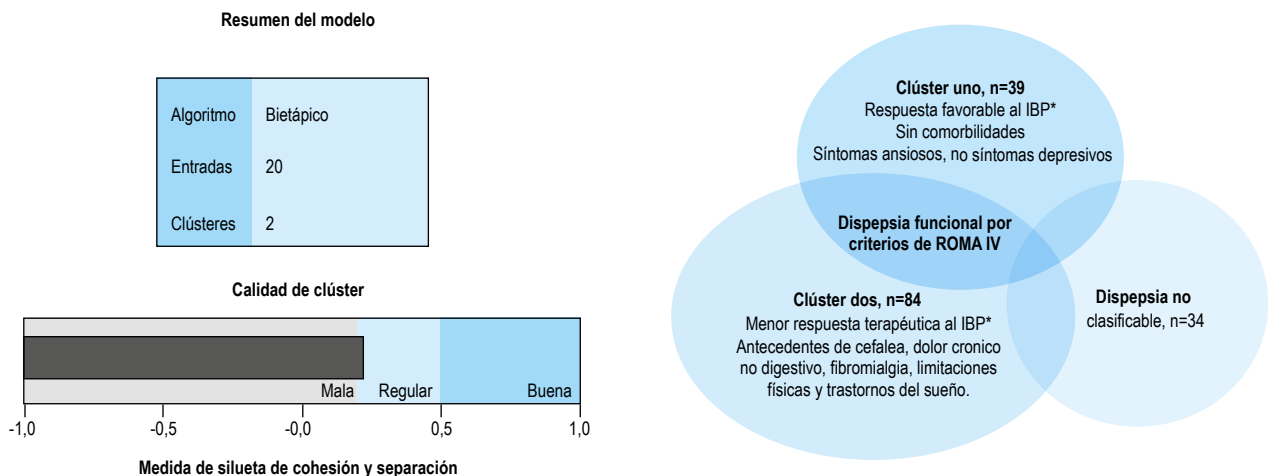 Resumen del modelo
Algoritmo Bietápico
Entradas 20
Clústeres 2
Calidad de clúster
Mala Regular Buena
-1,0 -0,5 -0,0 0,5 1,0
Medida de silueta de cohesión y separación
Clúster uno, n=39
Respuesta favorable al IBP*
Sin comorbilidades
Síntomas ansiosos, no síntomas depresivos
Dispepsia funcional por
criterios de ROMA IV
Clúster dos, n=84
Menor respuesta terapéutica al IBP*
Antecedentes de cefalea, dolor cronico
no digestivo, fibromialgia, limitaciones
físicas y trastornos del sueño.
Dispepsia no
clasificable, n=34